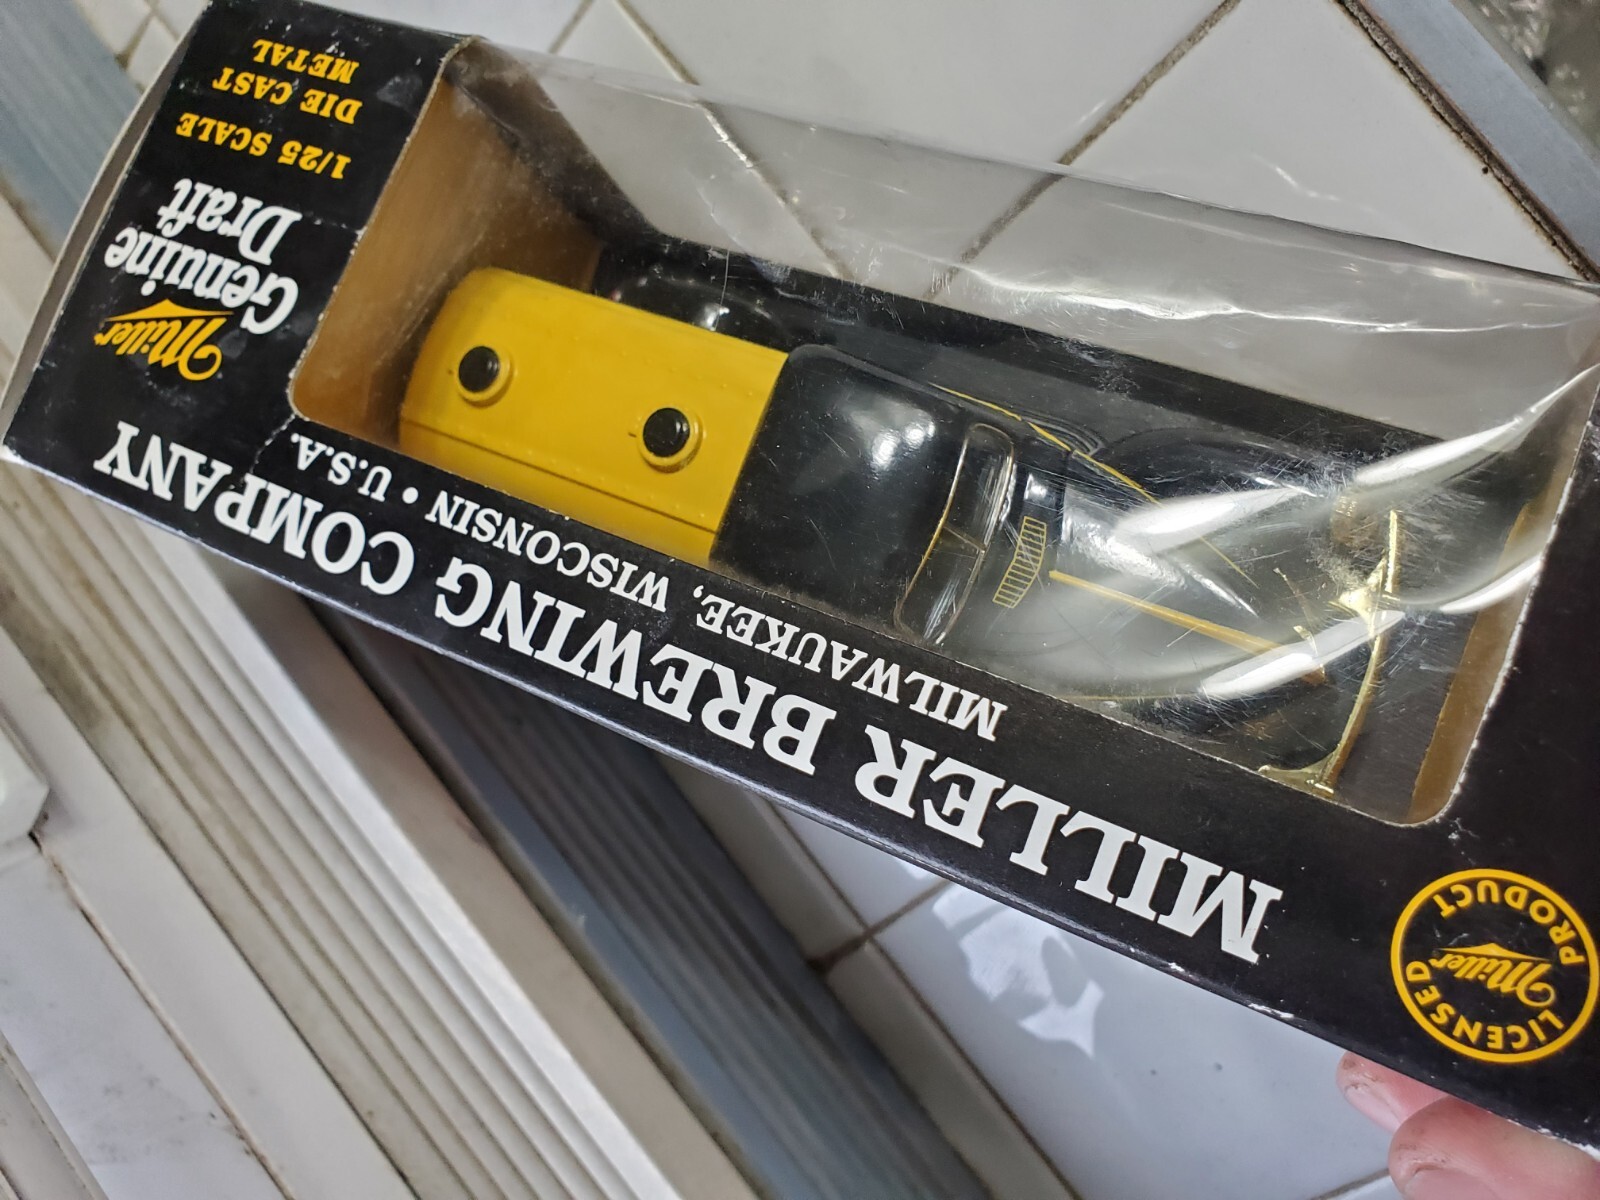 MILLER BREWING COMPANY
MILWAUKEE, WISCONSIN • U.S.A.
Miller
Genuine
Draft
1/25 SCALE
DIE CAST
METAL
LICENSED
Miller
PRODUCT